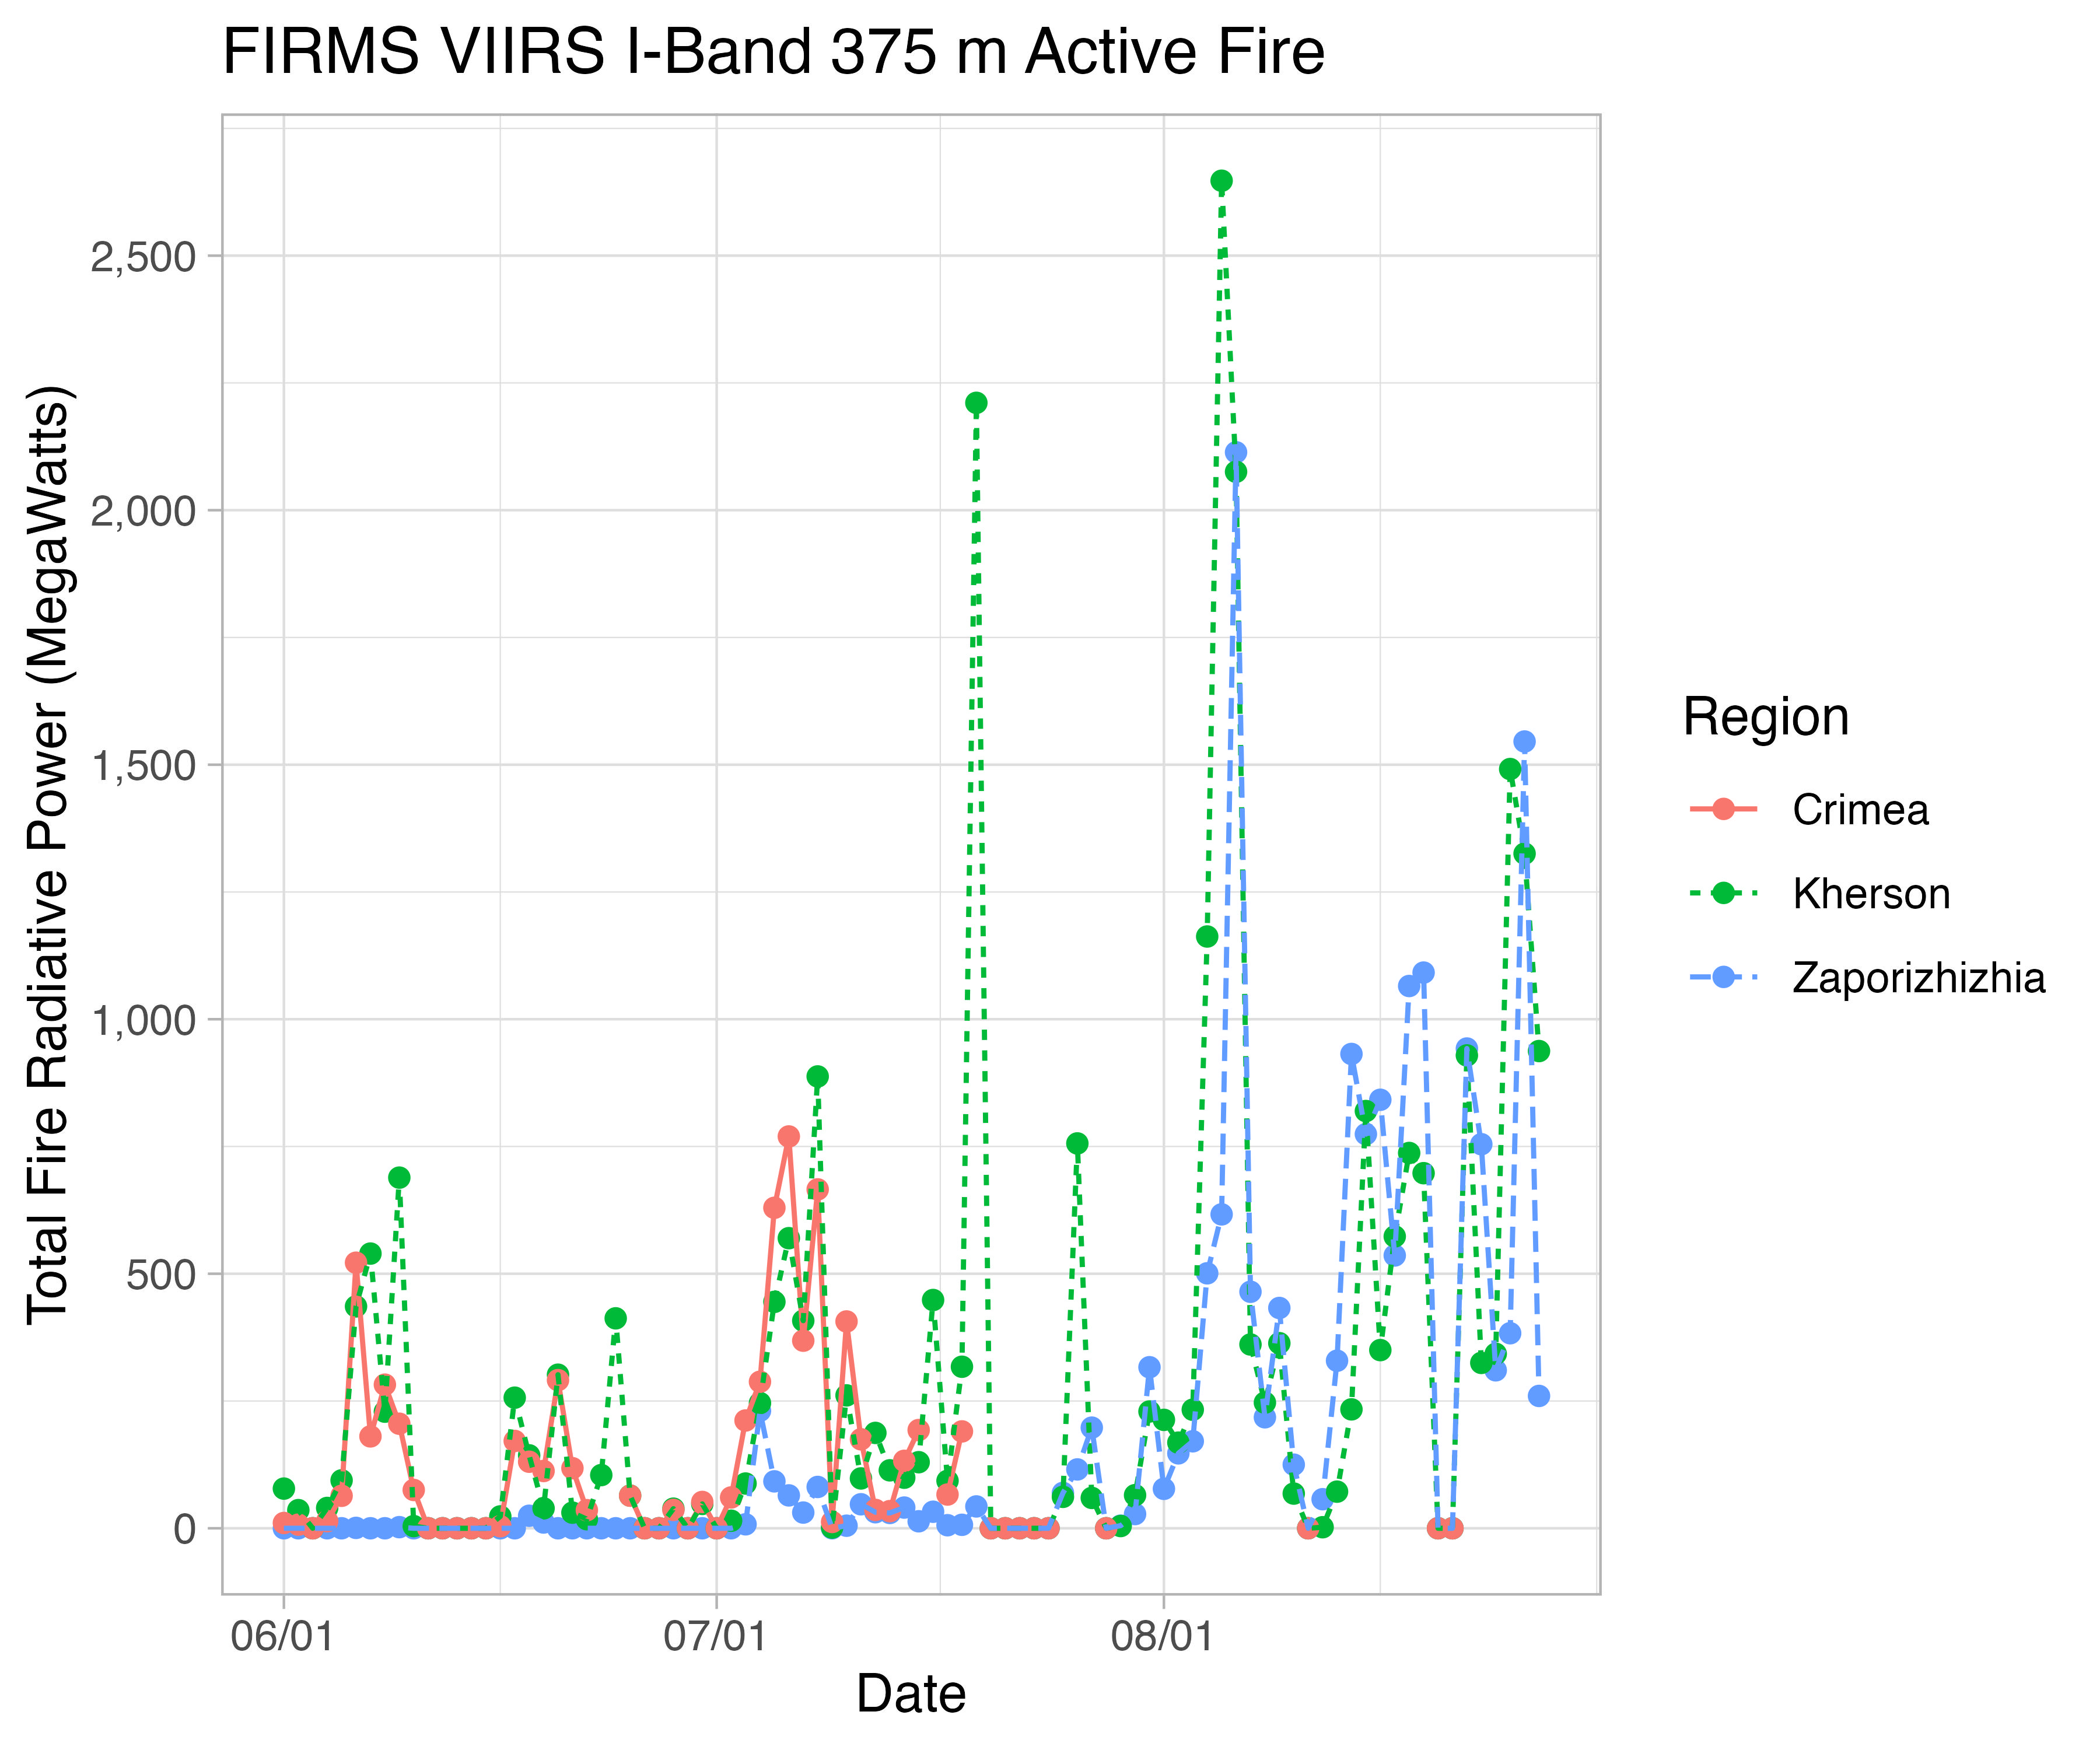 FIRMS VIIRS I-Band 375 m Active Fire
Total Fire Radiative Power (MegaWatts)
2,500
2,000
1,500
1,000
500
0
06/01
07/01
08/01
Date
Region
Crimea
Kherson
Zaporizhizhia